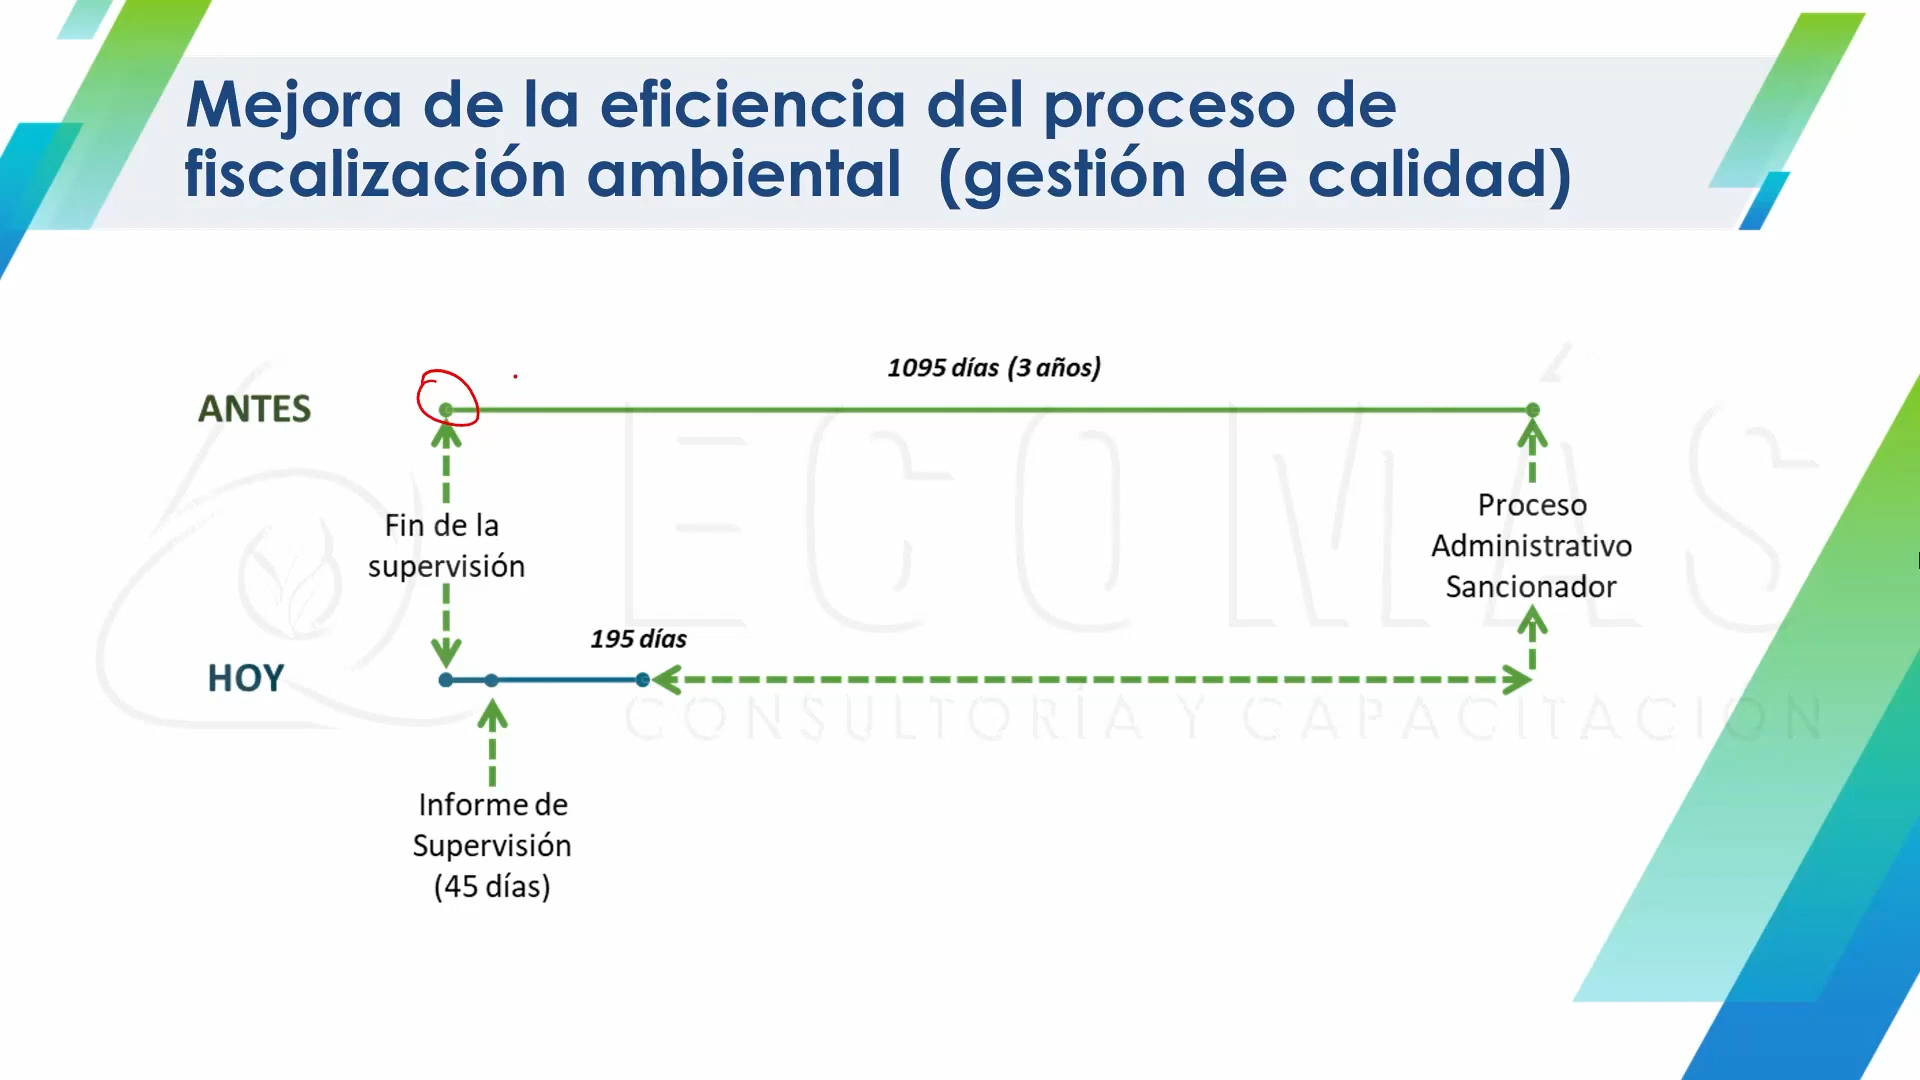 Mejora de la eficiencia del proceso de
fiscalización ambiental (gestión de calidad)
1095 días (3 años)
ANTES
Fin de la
supervisión
Proceso
Administrativo
Sancionador
195 días
HOY
Informe de
Supervisión
(45 días)
ECOMÁS
CONSULTORÍA Y CAPACITACIÓN